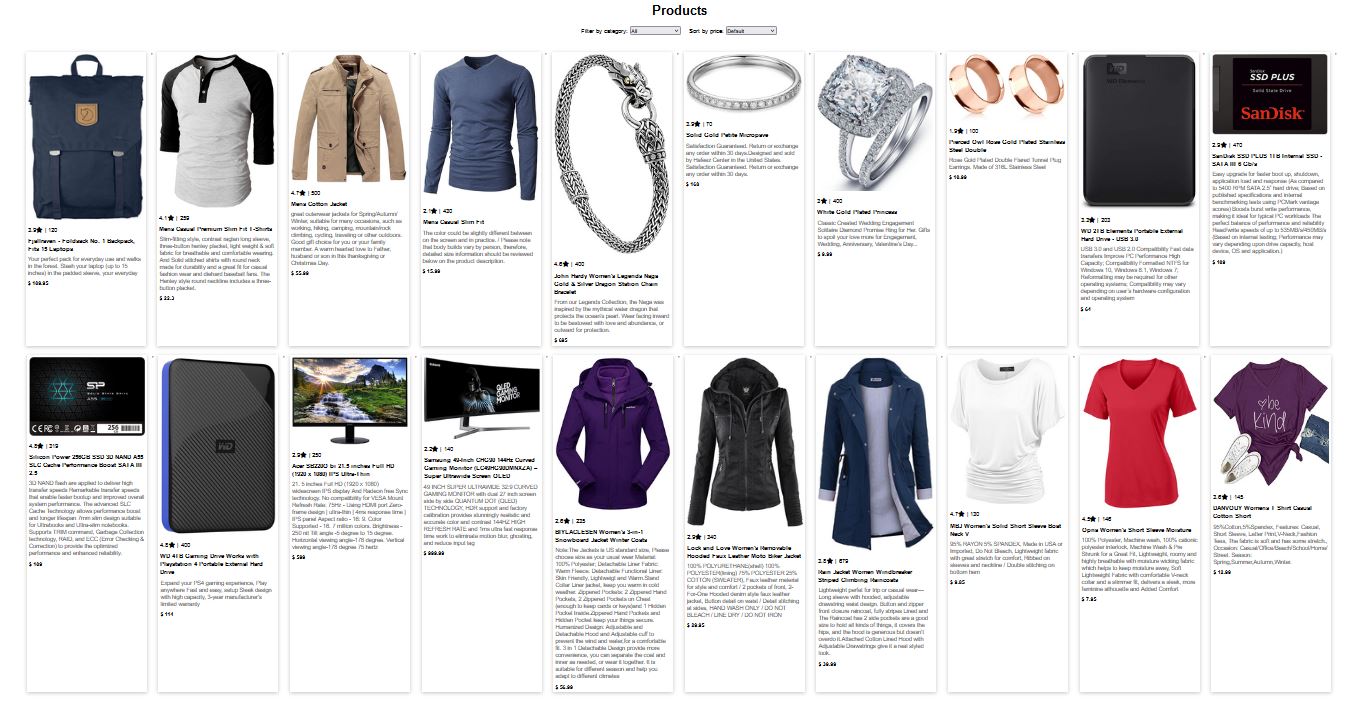 Products
Filter by category: All Sort by price: Default
3.9★ | 120
Fjallraven - Foldsack No. 1 Backpack,
Fits 15 Laptops
Your perfect pack for everyday use and walks
in the forest. Stash your laptop (up to 15
inches) in the padded sleeve, your everyday
$ 109.95
4.1★ | 259
Mens Casual Premium Slim Fit T-Shirts
Slim-fitting style, contrast raglan long sleeve,
three-button henley placket, light weight & soft
fabric for breathable and comfortable wearing.
And Solid stitched shirts with round neck
made for durability and a great fit for casual
fashion wear and diehard baseball fans. The
Henley style round neckline includes a three-
button placket.
$ 22.3
4.7★ | 500
Mens Cotton Jacket
great outerwear jackets for Spring/Autumn/
Winter, suitable for many occasions, such as
working, hiking, camping, mountain/rock
climbing, cycling, traveling or other outdoors.
Good gift choice for you or your family
member. A warm hearted love to Father,
husband or son in this thanksgiving or
Christmas Day.
$ 55.99
2.1★ | 430
Mens Casual Slim Fit
The color could be slightly different between
on the screen and in practice. / Please note
that body builds vary by person, therefore,
detailed size information should be reviewed
below on the product description.
$ 15.99
4.6★ | 400
John Hardy Women's Legends Naga
Gold & Silver Dragon Station Chain
Bracelet
From our Legends Collection, the Naga was
inspired by the mythical water dragon that
protects the ocean's pearl. Wear facing inward
to be bestowed with love and abundance, or
outward for protection.
$ 695
3.9★ | 70
Solid Gold Petite Micropave
Satisfaction Guaranteed. Return or exchange
any order within 30 days.Designed and sold
by Hafeez Center in the United States.
Satisfaction Guaranteed. Return or exchange
any order within 30 days.
$ 168
3★ | 400
White Gold Plated Princess
Classic Created Wedding Engagement
Solitaire Diamond Promise Ring for Her. Gifts
to spoil your love more for Engagement,
Wedding, Anniversary, Valentine's Day...
$ 9.99
1.9★ | 100
Pierced Owl Rose Gold Plated Stainless
Steel Double
Rose Gold Plated Double Flared Tunnel Plug
Earrings. Made of 316L Stainless Steel
$ 10.99
WD
WD Elements
3.3★ | 203
WD 2TB Elements Portable External
Hard Drive - USB 3.0
USB 3.0 and USB 2.0 Compatibility Fast data
transfers Improve PC Performance High
Capacity; Compatibility Formatted NTFS for
Windows 10, Windows 8.1, Windows 7;
Reformatting may be required for other
operating systems; Compatibility may vary
depending on user's hardware configuration
and operating system
$ 64
SanDisk
SSD PLUS
Solid State Drive
SanDisk
2.9★ | 470
SanDisk SSD PLUS 1TB Internal SSD -
SATA III 6 Gb/s
Easy upgrade for faster boot up, shutdown,
application load and response (As compared
to 5400 RPM SATA 2.5" hard drive; Based on
published specifications and internal
benchmarking tests using PCMark vantage
scores) Boosts burst write performance,
making it ideal for typical PC workloads The
perfect balance of performance and reliability
Read/write speeds of up to 535MB/s/450MB/s
(Based on internal testing; Performance may
vary depending upon drive capacity, host
device, OS and application.)
$ 109
SP
A55
256
4.8★ | 319
Silicon Power 256GB SSD 3D NAND A55
SLC Cache Performance Boost SATA III
2.5
3D NAND flash are applied to deliver high
transfer speeds Remarkable transfer speeds
that enable faster bootup and improved overall
system performance. The advanced SLC
Cache Technology allows performance boost
and longer lifespan 7mm slim design suitable
for Ultrabooks and Ultra-slim notebooks.
Supports TRIM command, Garbage Collection
technology, RAID, and ECC (Error Checking &
Correction) to provide the optimized
performance and enhanced reliability.
$ 109
WD
4.8★ | 400
WD 4TB Gaming Drive Works with
Playstation 4 Portable External Hard
Drive
Expand your PS4 gaming experience, Play
anywhere Fast and easy, setup Sleek design
with high capacity, 3-year manufacturer's
limited warranty
$ 114
2.9★ | 250
Acer SB220Q bi 21.5 inches Full HD
(1920 x 1080) IPS Ultra-Thin
21. 5 inches Full HD (1920 x 1080)
widescreen IPS display And Radeon free Sync
technology. No compatibility for VESA Mount
Refresh Rate: 75Hz - Using HDMI port Zero-
frame design | ultra-thin | 4ms response time |
IPS panel Aspect ratio - 16: 9. Color
Supported - 16. 7 million colors. Brightness -
250 nit Tilt angle -5 degree to 15 degree.
Horizontal viewing angle-178 degree. Vertical
viewing angle-178 degree 75 hertz
$ 599
QLED
GAMING
MONITOR
2.2★ | 140
Samsung 49-Inch CHG90 144Hz Curved
Gaming Monitor (LC49HG90DMNXZA) –
Super Ultrawide Screen QLED
49 INCH SUPER ULTRAWIDE 32:9 CURVED
GAMING MONITOR with dual 27 inch screen
side by side QUANTUM DOT (QLED)
TECHNOLOGY, HDR support and factory
calibration provides stunningly realistic and
accurate color and contrast 144HZ HIGH
REFRESH RATE and 1ms ultra fast response
time work to eliminate motion blur, ghosting,
and reduce input lag
$ 999.99
2.6★ | 235
BIYLACLESEN Women's 3-in-1
Snowboard Jacket Winter Coats
Note:The Jackets is US standard size, Please
choose size as your usual wear Material:
100% Polyester; Detachable Liner Fabric:
Warm Fleece. Detachable Functional Liner:
Skin Friendly, Lightweigt and Warm.Stand
Collar Liner jacket, keep you warm in cold
weather. Zippered Pockets: 2 Zippered Hand
Pockets, 2 Zippered Pockets on Chest
(enough to keep cards or keys)and 1 Hidden
Pocket Inside.Zippered Hand Pockets and
Hidden Pocket keep your things secure.
Humanized Design: Adjustable and
Detachable Hood and Adjustable cuff to
prevent the wind and water,for a comfortable
fit. 3 in 1 Detachable Design provide more
convenience, you can separate the coat and
inner as needed, or wear it together. It is
suitable for different season and help you
adapt to different climates
$ 56.99
2.9★ | 340
Lock and Love Women's Removable
Hooded Faux Leather Moto Biker Jacket
100% POLYURETHANE(shell) 100%
POLYESTER(lining) 75% POLYESTER 25%
COTTON (SWEATER), Faux leather material
for style and comfort / 2 pockets of front, 2-
For-One Hooded denim style faux leather
jacket, Button detail on waist / Detail stitching
at sides, HAND WASH ONLY / DO NOT
BLEACH / LINE DRY / DO NOT IRON
$ 29.95
3.8★ | 679
Rain Jacket Women Windbreaker
Striped Climbing Raincoats
Lightweight perfet for trip or casual wear---
Long sleeve with hooded, adjustable
drawstring waist design. Button and zipper
front closure raincoat, fully stripes Lined and
The Raincoat has 2 side pockets are a good
size to hold all kinds of things, it covers the
hips, and the hood is generous but doesn't
overdo it.Attached Cotton Lined Hood with
Adjustable Drawstrings give it a real styled
look.
$ 39.99
4.7★ | 130
MBJ Women's Solid Short Sleeve Boat
Neck V
95% RAYON 5% SPANDEX, Made in USA or
Imported, Do Not Bleach, Lightweight fabric
with great stretch for comfort, Ribbed on
sleeves and neckline / Double stitching on
bottom hem
$ 9.85
4.5★ | 146
Opna Women's Short Sleeve Moisture
100% Polyester, Machine wash, 100% cationic
polyester interlock, Machine Wash & Pre
Shrunk for a Great Fit, Lightweight, roomy and
highly breathable with moisture wicking fabric
which helps to keep moisture away, Soft
Lightweight Fabric with comfortable V-neck
collar and a slimmer fit, delivers a sleek, more
feminine silhouette and Added Comfort
$ 7.95
be
Kind
3.6★ | 145
DANVOUY Womens T Shirt Casual
Cotton Short
95%Cotton,5%Spandex, Features: Casual,
Short Sleeve, Letter Print,V-Neck,Fashion
Tees, The fabric is soft and has some stretch.,
Occasion: Casual/Office/Beach/School/Home/
Street. Season:
Spring,Summer,Autumn,Winter.
$ 12.99